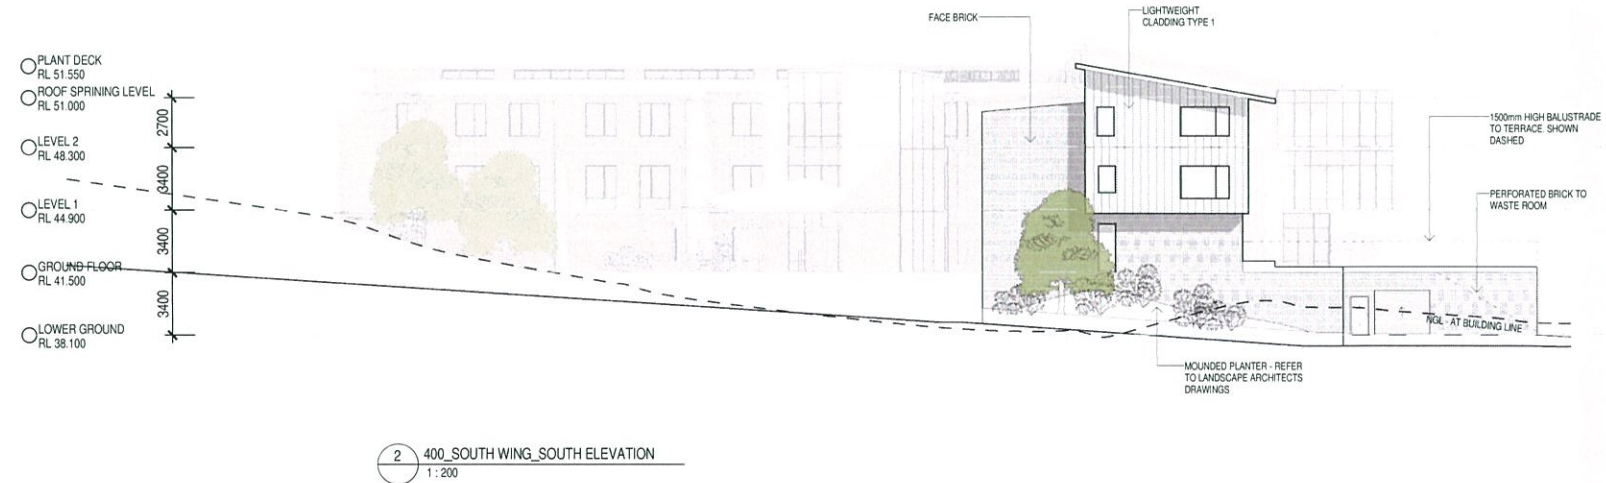 FACE BRICK
LIGHTWEIGHT
CLADDING TYPE 1
PLANT DECK
RL 51.550
ROOF SPRINING LEVEL
RL 51.000
2700
LEVEL 2
RL 48.300
3400
LEVEL 1
RL 44.900
3400
GROUND FLOOR
RL 41.500
3400
LOWER GROUND
RL 38.100
1500mm HIGH BALUSTRADE
TO TERRACE. SHOWN
DASHED
PERFORATED BRICK TO
WASTE ROOM
NGL - AT BUILDING LINE
MOUNDED PLANTER - REFER
TO LANDSCAPE ARCHITECTS
DRAWINGS
2
400_SOUTH WING_SOUTH ELEVATION
1 : 200